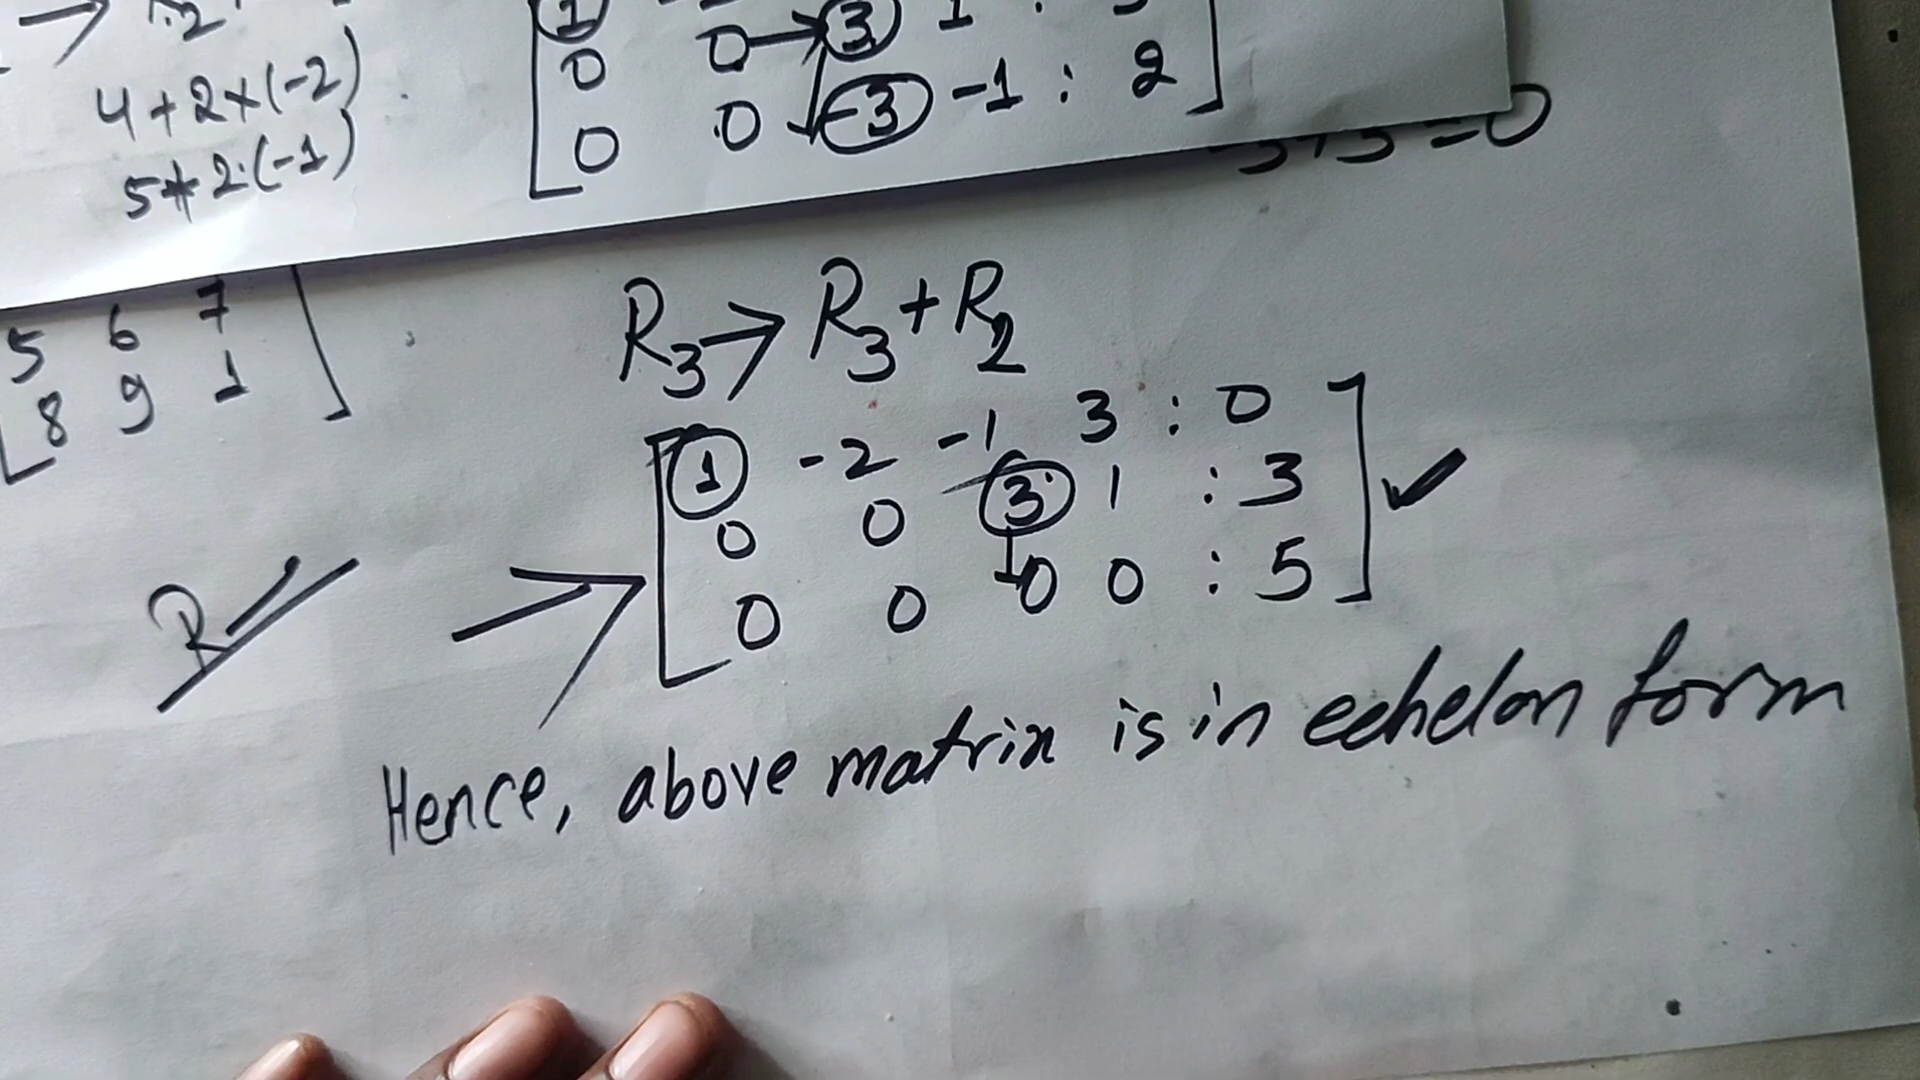 4+2×(-2)
5+2·(-1)
0 0 3 1 :
0 0 -3 -1 : 2
=0
5 6 7
8 9 1
R3→R3+R2
1 -2 -1 3 : 0
0 0 3 1 : 3
0 0 0 0 : 5
R
Hence, above matrix is in echelon form